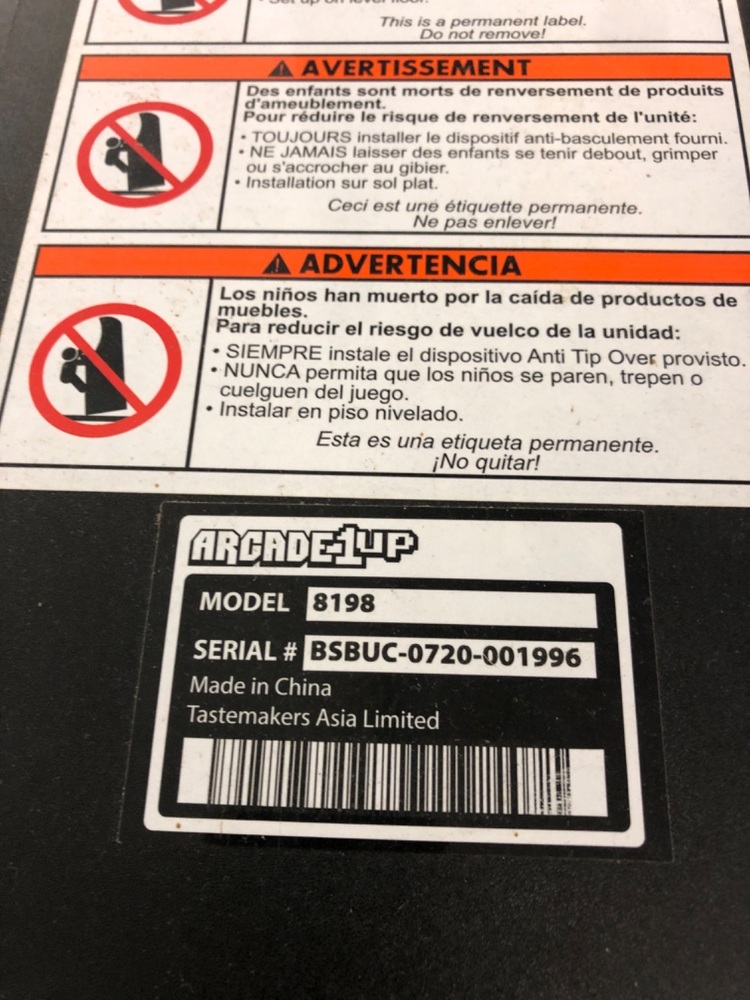 • Set up on level floor.
This is a permanent label.
Do not remove!
AVERTISSEMENT
Des enfants sont morts de renversement de produits
d'ameublement.
Pour réduire le risque de renversement de l'unité:
• TOUJOURS installer le dispositif anti-basculement fourni.
• NE JAMAIS laisser des enfants se tenir debout, grimper
ou s'accrocher au gibier.
• Installation sur sol plat.
Ceci est une étiquette permanente.
Ne pas enlever!
ADVERTENCIA
Los niños han muerto por la caída de productos de
muebles.
Para reducir el riesgo de vuelco de la unidad:
• SIEMPRE instale el dispositivo Anti Tip Over provisto.
• NUNCA permita que los niños se paren, trepen o
cuelguen del juego.
• Instalar en piso nivelado.
Esta es una etiqueta permanente.
¡No quitar!
ARCADE1UP
MODEL 8198
SERIAL # BSBUC-0720-001996
Made in China
Tastemakers Asia Limited